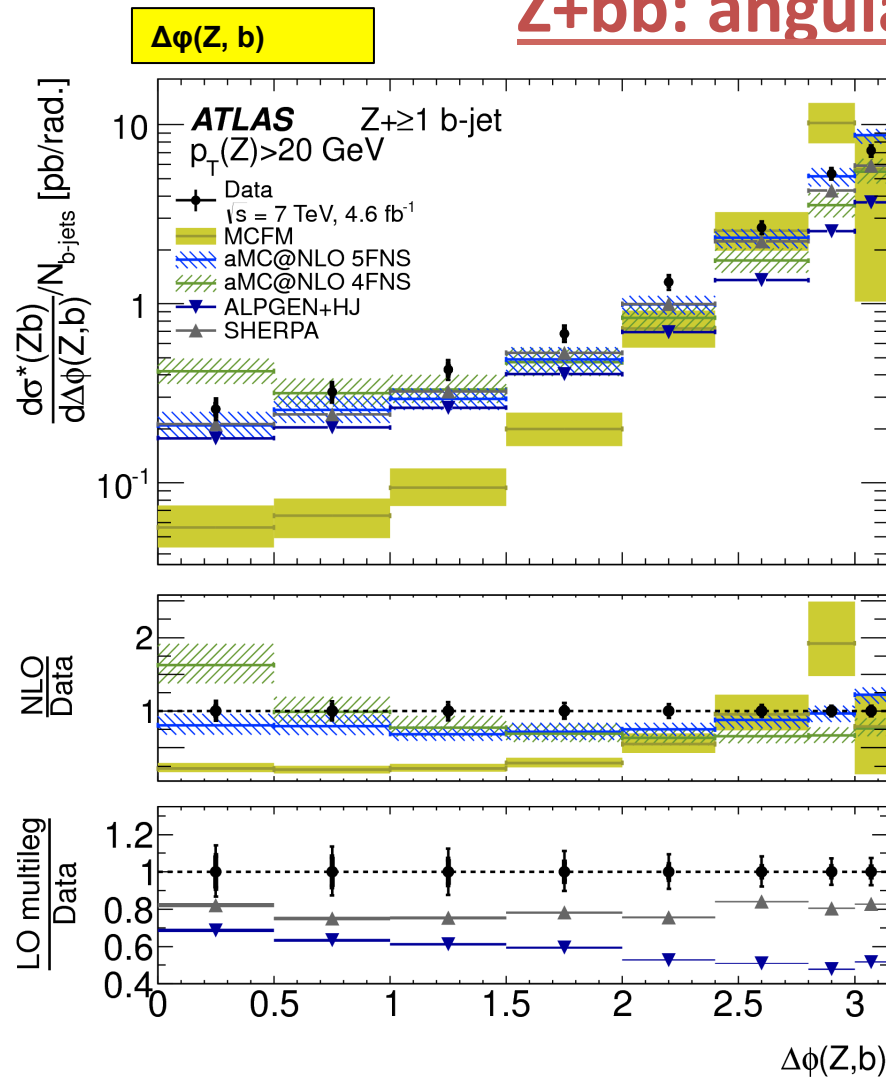 Z+bb: angula
Δφ(Z, b)
ATLAS Z+≥1 b-jet
p_T(Z)>20 GeV
Data
√s = 7 TeV, 4.6 fb⁻¹
MCFM
aMC@NLO 5FNS
aMC@NLO 4FNS
ALPGEN+HJ
SHERPA
dσ*(Zb)/dΔϕ(Z,b)/N_b-jets [pb/rad.]
10
1
10⁻¹
NLO
Data
2
1
LO multileg
Data
1.2
1
0.8
0.6
0.4
0 0.5 1 1.5 2 2.5 3
Δϕ(Z,b)